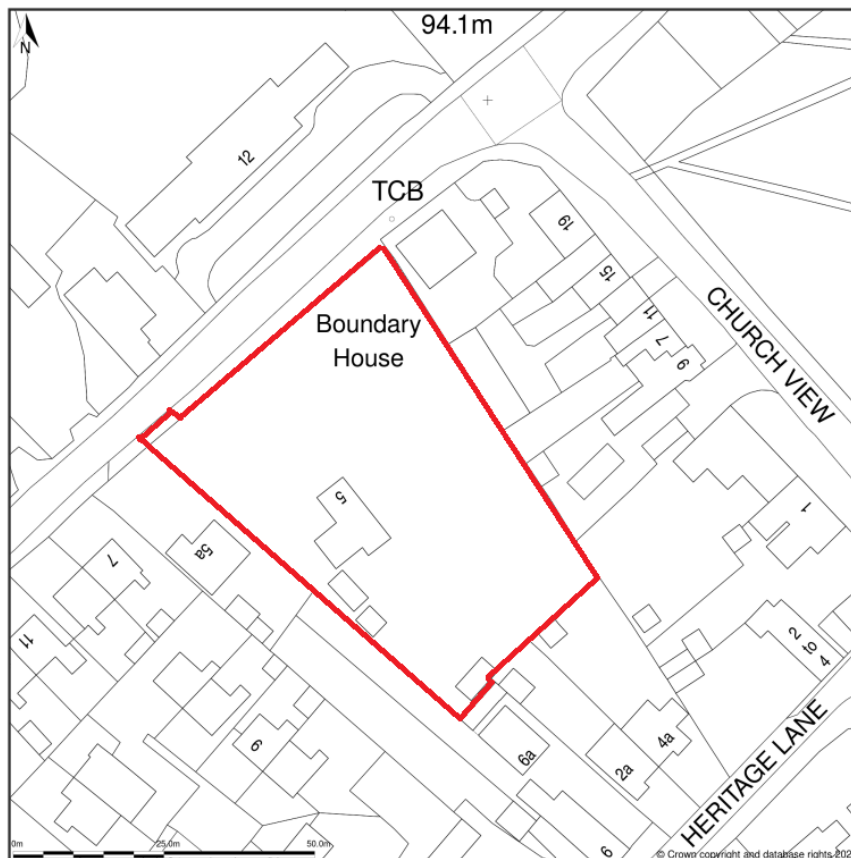 94.1m
N
12
TCB
19
15
11
7
9
CHURCH VIEW
Boundary
House
5
5a
7
11
1
2
to
4
9
6a
2a
4a
HERITAGE LANE
6
0m
25.0m
50.0m
© Crown copyright and database rights 202